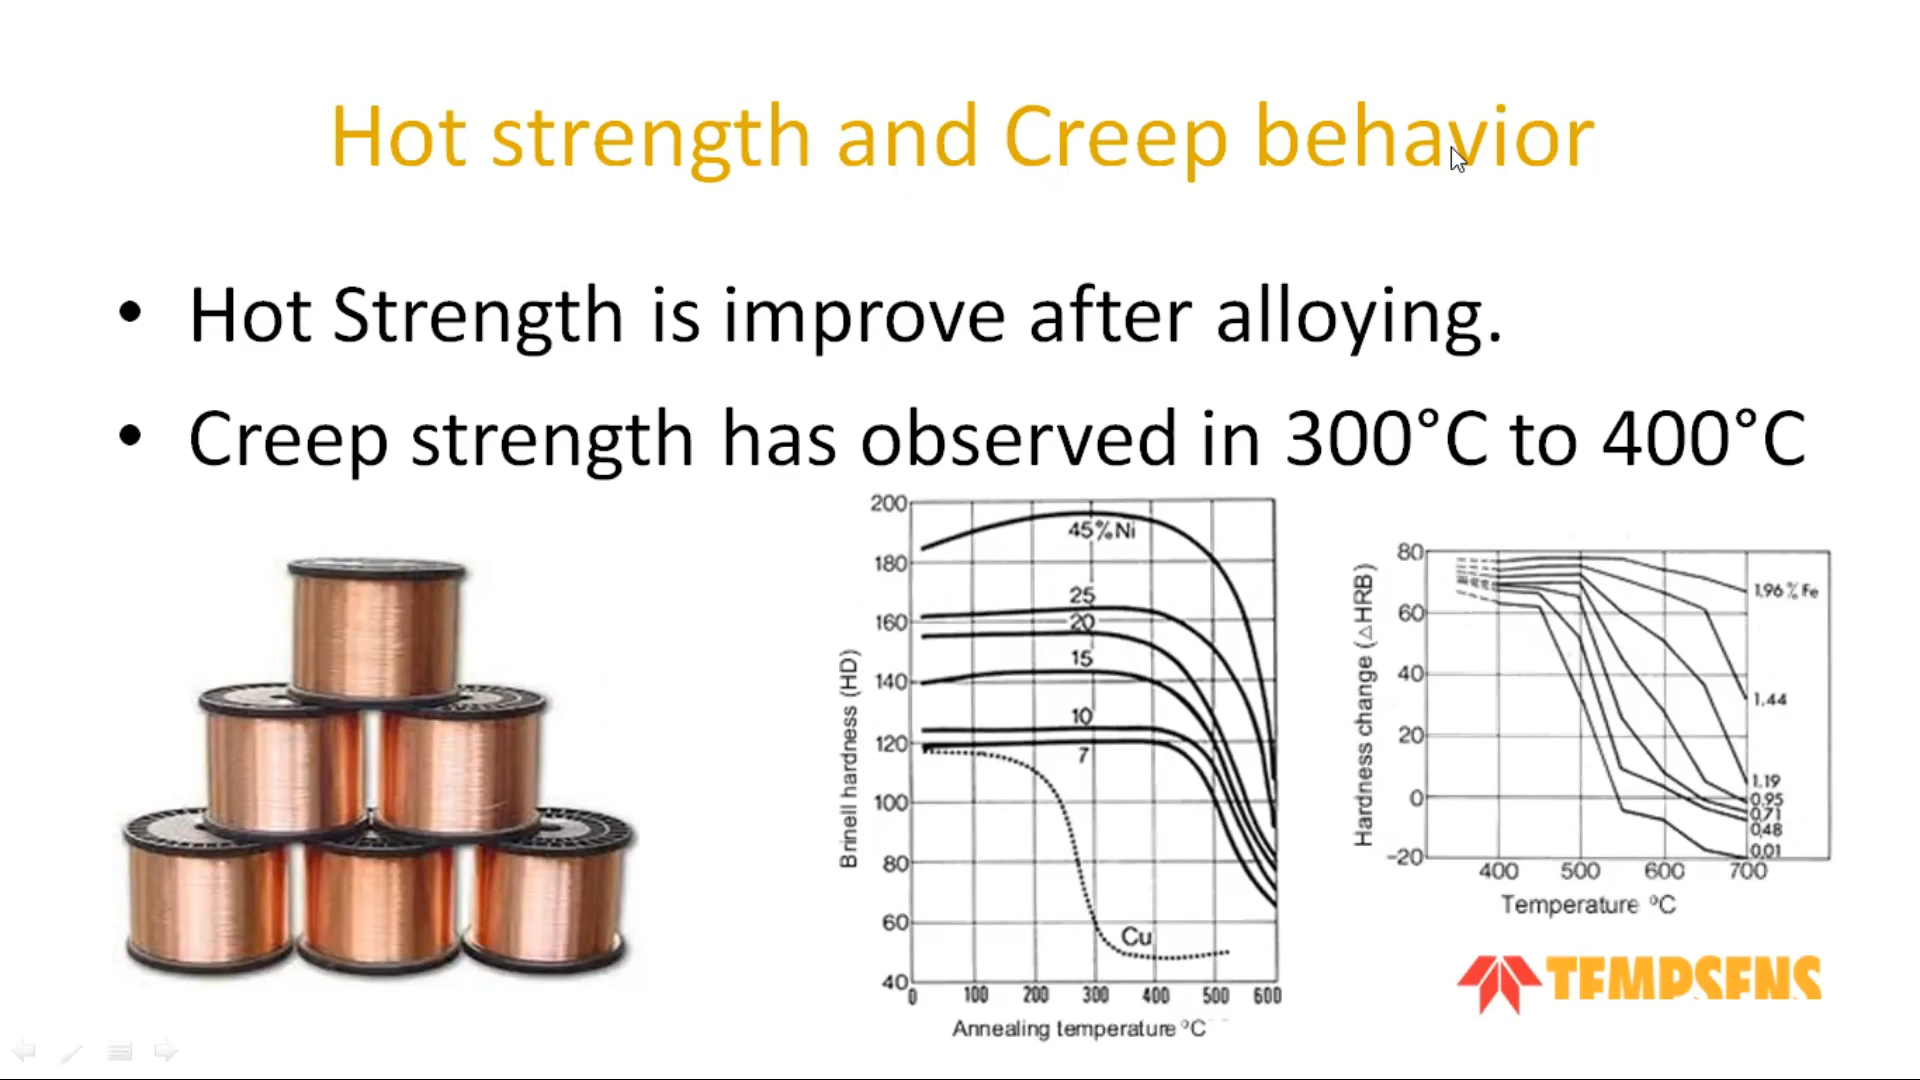 Hot strength and Creep behavior
• Hot Strength is improve after alloying.
• Creep strength has observed in 300°C to 400°C
200
180
160
140
120
100
80
60
40
Brinell hardness (HD)
45%Ni
25
20
15
10
7
Cu
0 100 200 300 400 500 600
Annealing temperature ºC
80
60
40
20
0
-20
Hardness change (△HRB)
1.96 % Fe
1.44
1.19
0.95
0.71
0.48
0.01
400 500 600 700
Temperature ºC
TEMPSENS